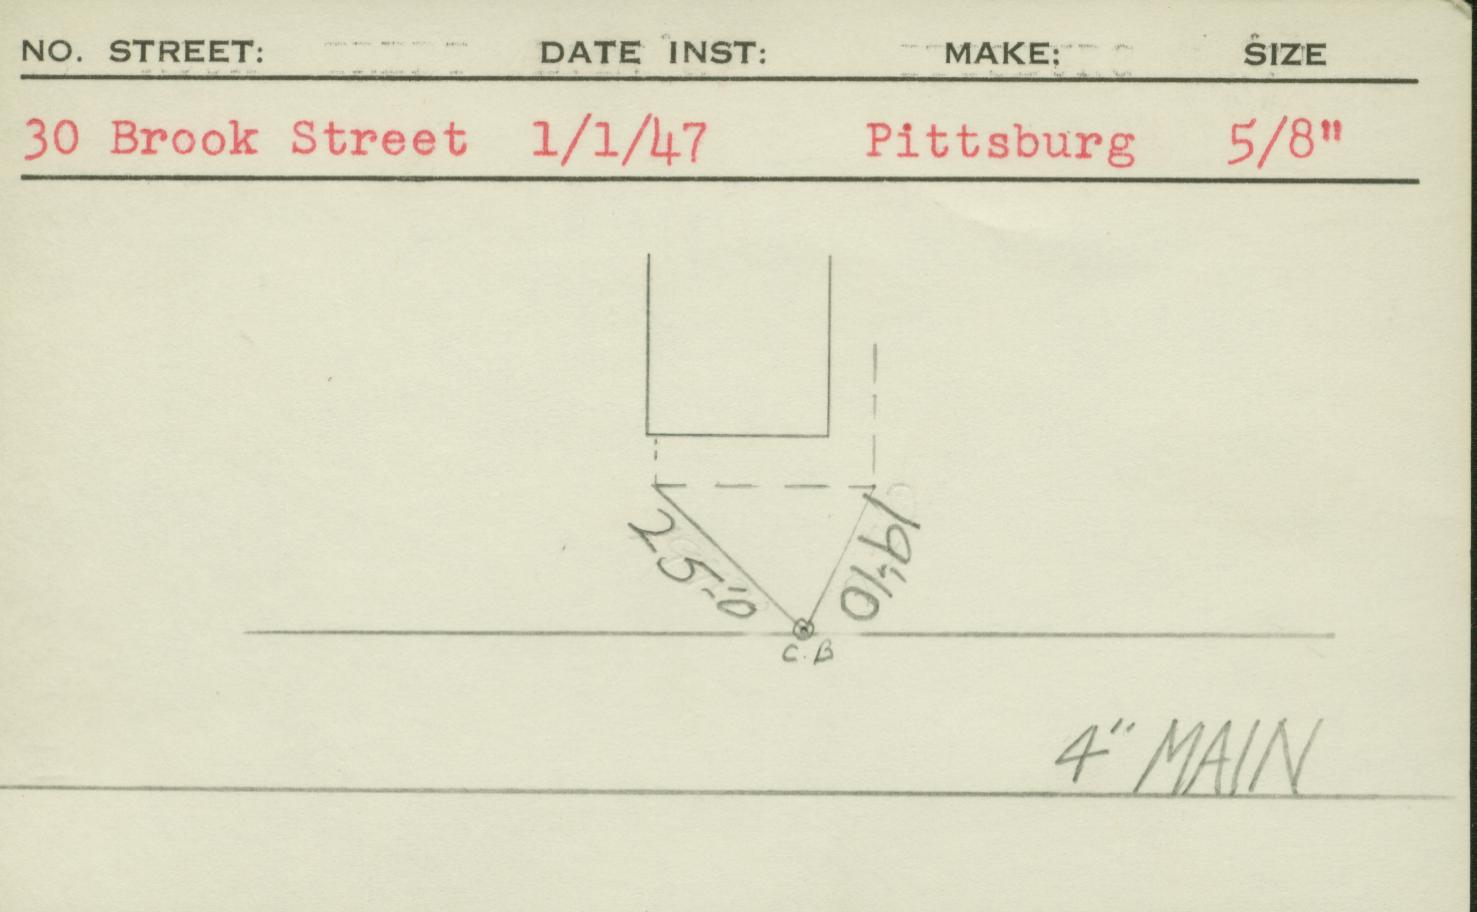 NO. STREET: DATE INST: MAKE: SIZE
30 Brook Street 1/1/47 Pittsburg 5/8"
25'-0
19'-10
C.B
4" MAIN